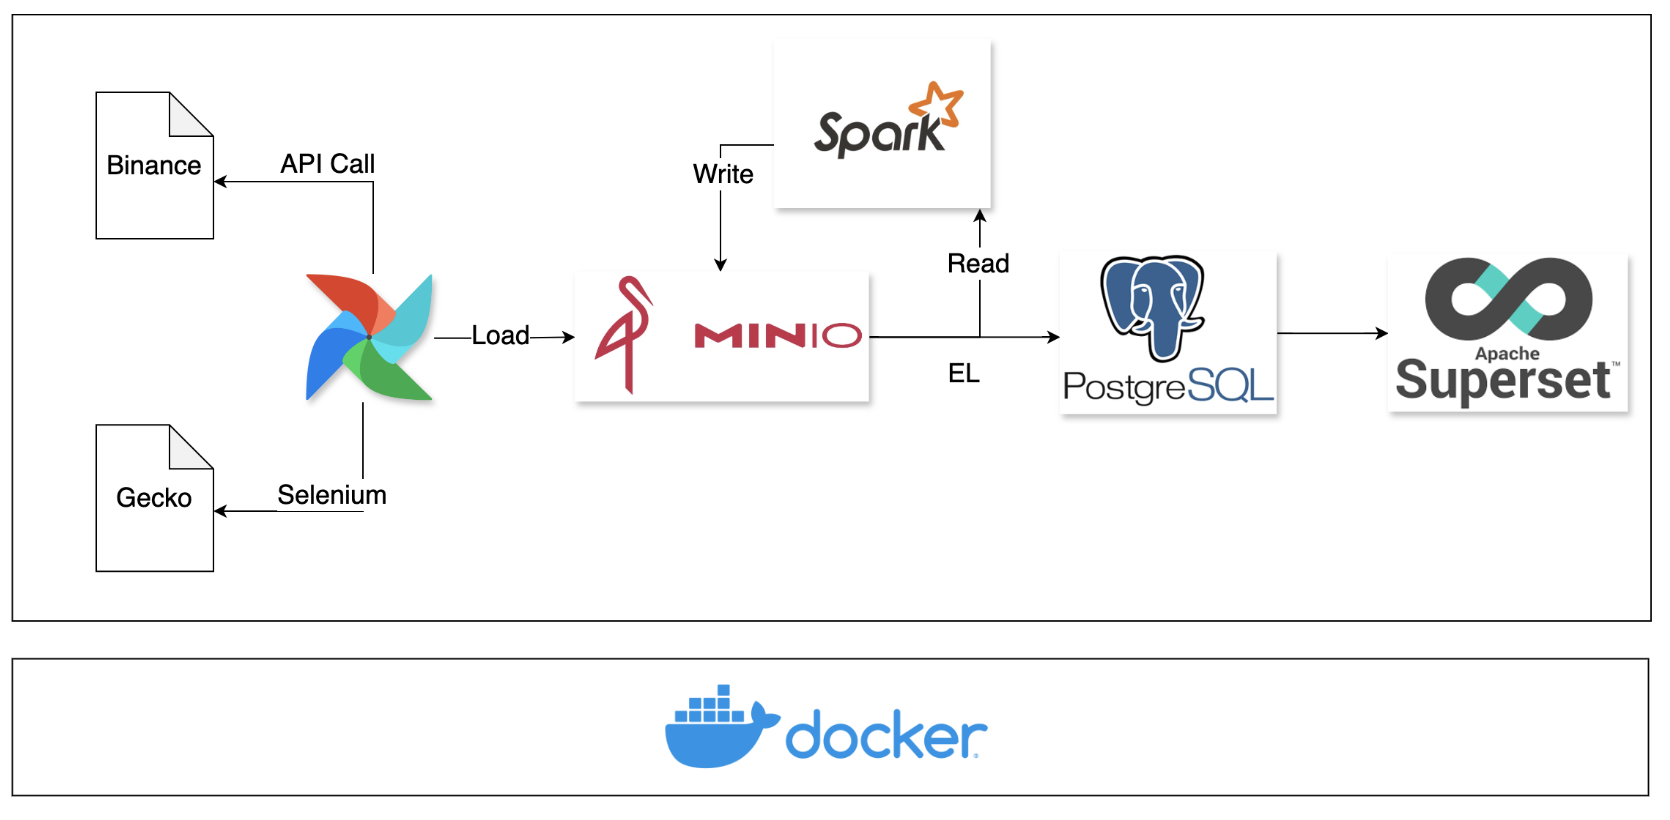 Spark
Binance
API Call
Write
Read
Load
MINIO
EL
PostgreSQL
Apache
Superset™
Gecko
Selenium
docker